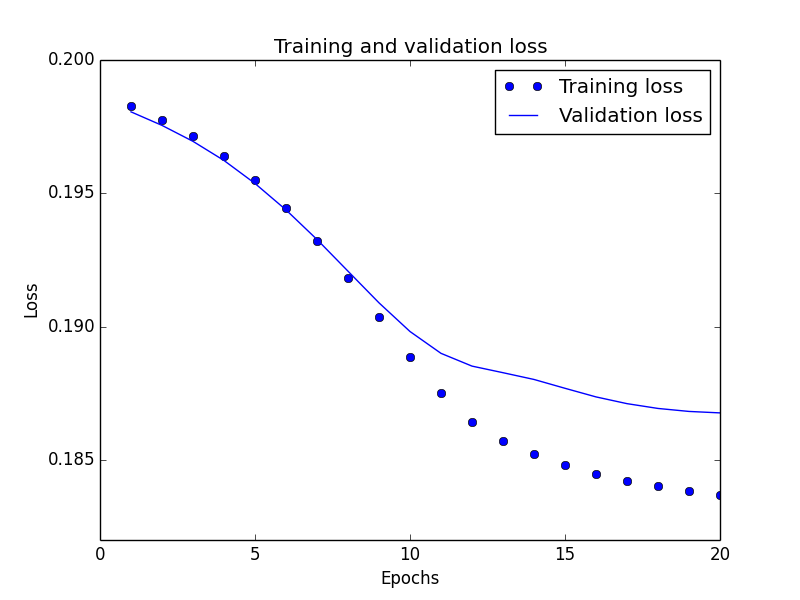 Training and validation loss
0.200
Training loss
Validation loss
0.195
Loss
0.190
0.185
0 5 10 15 20
Epochs